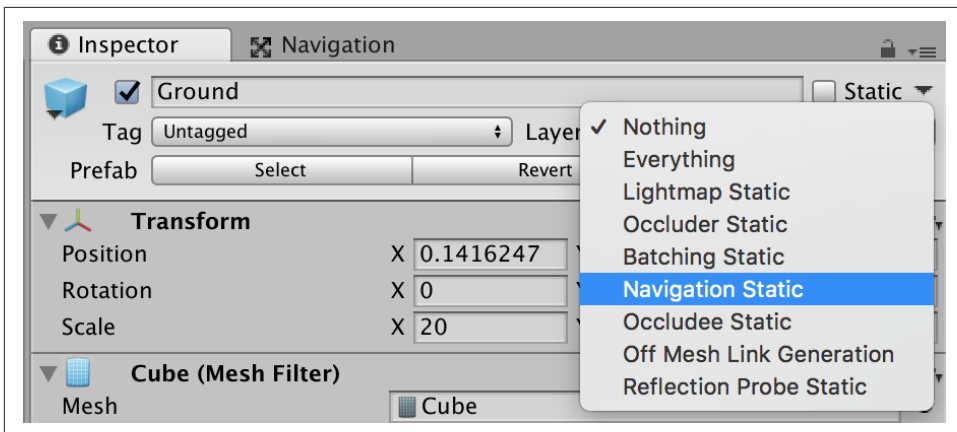 Inspector Navigation
Ground Static
Tag Untagged Layer
Prefab Select Revert
Transform
Position X 0.1416247
Rotation X 0
Scale X 20
Cube (Mesh Filter)
Mesh Cube
✓ Nothing
Everything
Lightmap Static
Occluder Static
Batching Static
Navigation Static
Occludee Static
Off Mesh Link Generation
Reflection Probe Static